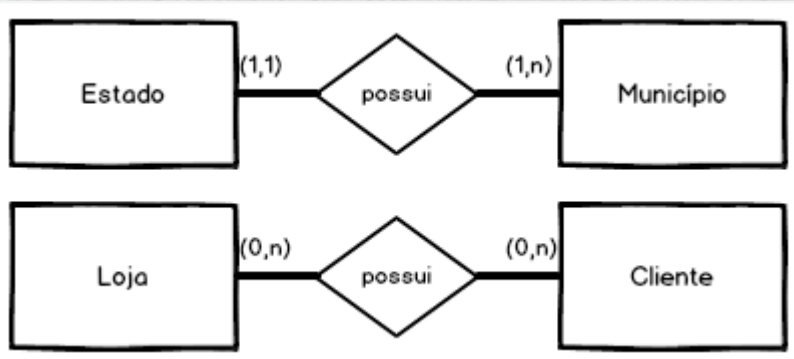 Estado (1,1) possui (1,n) Município
Loja (0,n) possui (0,n) Cliente